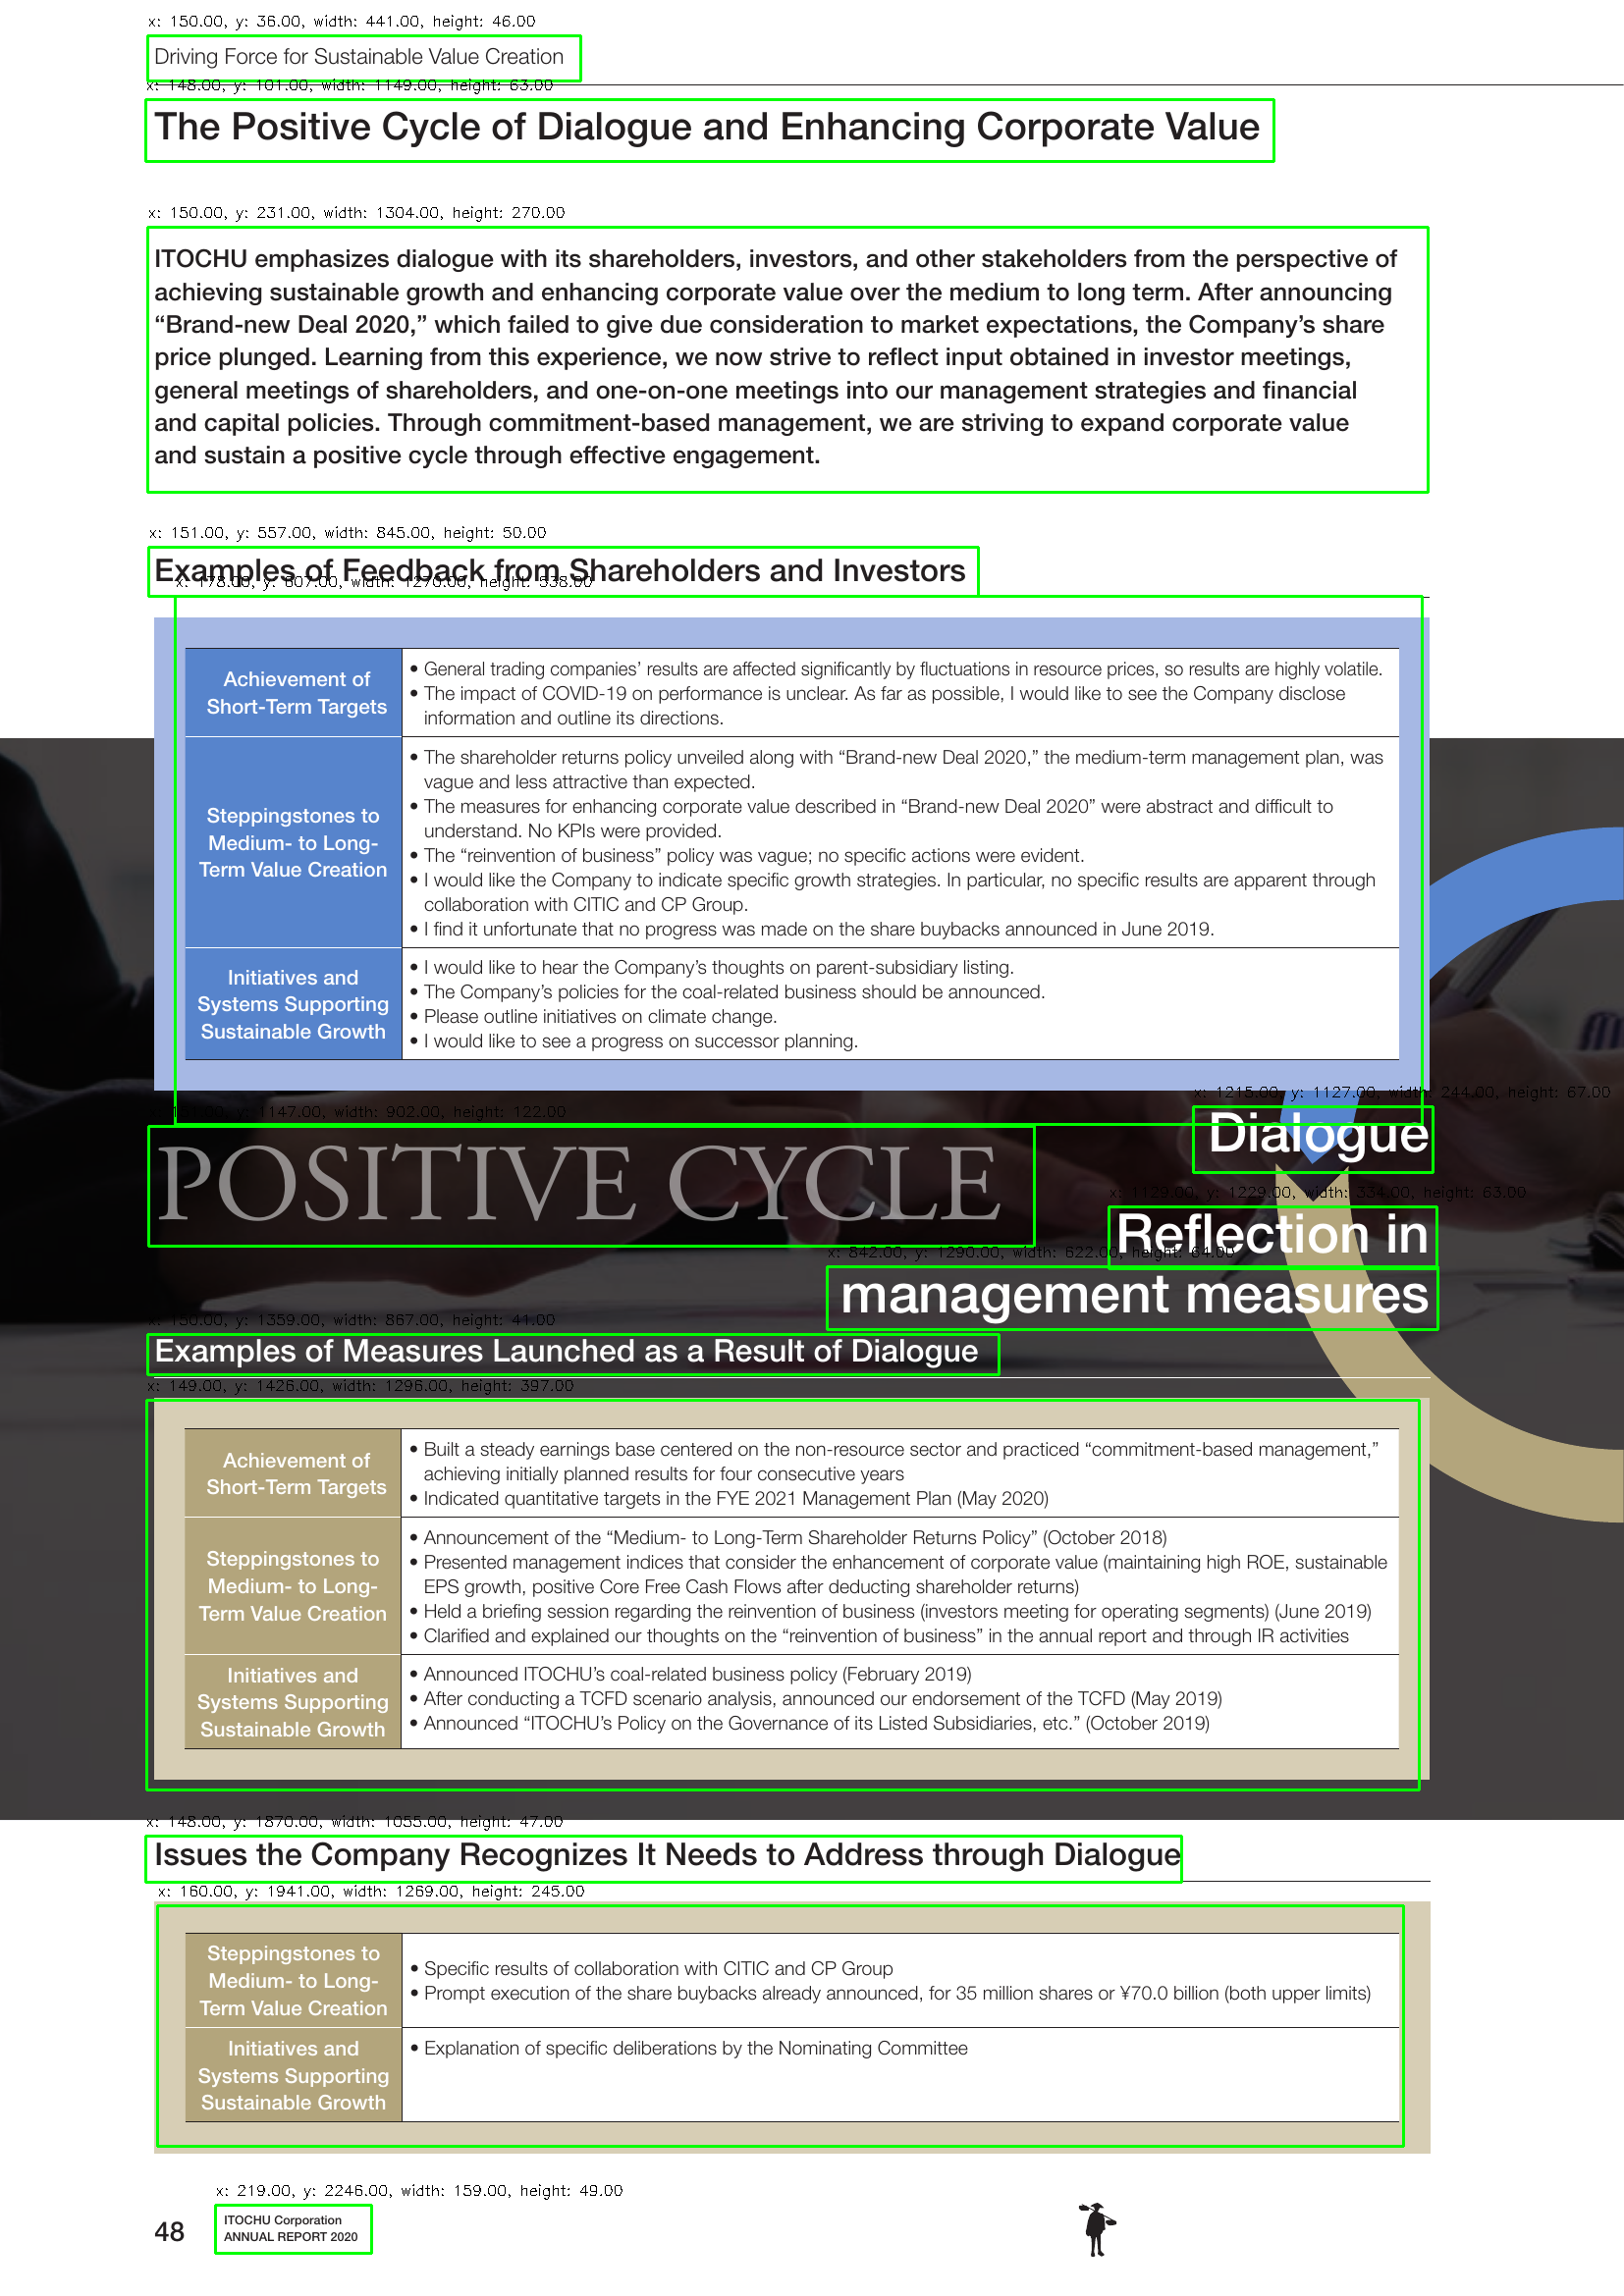 x: 150.00, y: 36.00, width: 441.00, height: 46.00
Driving Force for Sustainable Value Creation
x: 148.00, y: 101.00, width: 1149.00, height: 63.00
The Positive Cycle of Dialogue and Enhancing Corporate Value
x: 150.00, y: 231.00, width: 1304.00, height: 270.00
ITOCHU emphasizes dialogue with its shareholders, investors, and other stakeholders from the perspective of
achieving sustainable growth and enhancing corporate value over the medium to long term. After announcing
“Brand-new Deal 2020,” which failed to give due consideration to market expectations, the Company’s share
price plunged. Learning from this experience, we now strive to reflect input obtained in investor meetings,
general meetings of shareholders, and one-on-one meetings into our management strategies and financial
and capital policies. Through commitment-based management, we are striving to expand corporate value
and sustain a positive cycle through effective engagement.
x: 151.00, y: 557.00, width: 845.00, height: 50.00
Examples of Feedback from Shareholders and Investors
x: 178.00, y: 607.00, width: 1270.00, height: 538.00
Achievement of
Short-Term Targets
• General trading companies’ results are affected significantly by fluctuations in resource prices, so results are highly volatile.
• The impact of COVID-19 on performance is unclear. As far as possible, I would like to see the Company disclose
information and outline its directions.
Steppingstones to
Medium- to Long-
Term Value Creation
• The shareholder returns policy unveiled along with “Brand-new Deal 2020,” the medium-term management plan, was
vague and less attractive than expected.
• The measures for enhancing corporate value described in “Brand-new Deal 2020” were abstract and difficult to
understand. No KPIs were provided.
• The “reinvention of business” policy was vague; no specific actions were evident.
• I would like the Company to indicate specific growth strategies. In particular, no specific results are apparent through
collaboration with CITIC and CP Group.
• I find it unfortunate that no progress was made on the share buybacks announced in June 2019.
Initiatives and
Systems Supporting
Sustainable Growth
• I would like to hear the Company’s thoughts on parent-subsidiary listing.
• The Company’s policies for the coal-related business should be announced.
• Please outline initiatives on climate change.
• I would like to see a progress on successor planning.
x: 1215.00, y: 1127.00, width: 244.00, height: 67.00
Dialogue
x: 151.00, y: 1147.00, width: 902.00, height: 122.00
POSITIVE CYCLE
x: 1129.00, y: 1229.00, width: 334.00, height: 63.00
Reflection in
x: 842.00, y: 1290.00, width: 622.00, height: 64.00
management measures
x: 150.00, y: 1359.00, width: 867.00, height: 41.00
Examples of Measures Launched as a Result of Dialogue
x: 149.00, y: 1426.00, width: 1296.00, height: 397.00
Achievement of
Short-Term Targets
• Built a steady earnings base centered on the non-resource sector and practiced “commitment-based management,”
achieving initially planned results for four consecutive years
• Indicated quantitative targets in the FYE 2021 Management Plan (May 2020)
Steppingstones to
Medium- to Long-
Term Value Creation
• Announcement of the “Medium- to Long-Term Shareholder Returns Policy” (October 2018)
• Presented management indices that consider the enhancement of corporate value (maintaining high ROE, sustainable
EPS growth, positive Core Free Cash Flows after deducting shareholder returns)
• Held a briefing session regarding the reinvention of business (investors meeting for operating segments) (June 2019)
• Clarified and explained our thoughts on the “reinvention of business” in the annual report and through IR activities
Initiatives and
Systems Supporting
Sustainable Growth
• Announced ITOCHU’s coal-related business policy (February 2019)
• After conducting a TCFD scenario analysis, announced our endorsement of the TCFD (May 2019)
• Announced “ITOCHU’s Policy on the Governance of its Listed Subsidiaries, etc.” (October 2019)
x: 148.00, y: 1870.00, width: 1055.00, height: 47.00
Issues the Company Recognizes It Needs to Address through Dialogue
x: 160.00, y: 1941.00, width: 1269.00, height: 245.00
Steppingstones to
Medium- to Long-
Term Value Creation
• Specific results of collaboration with CITIC and CP Group
• Prompt execution of the share buybacks already announced, for 35 million shares or ¥70.0 billion (both upper limits)
Initiatives and
Systems Supporting
Sustainable Growth
• Explanation of specific deliberations by the Nominating Committee
x: 219.00, y: 2246.00, width: 159.00, height: 49.00
48
ITOCHU Corporation
ANNUAL REPORT 2020